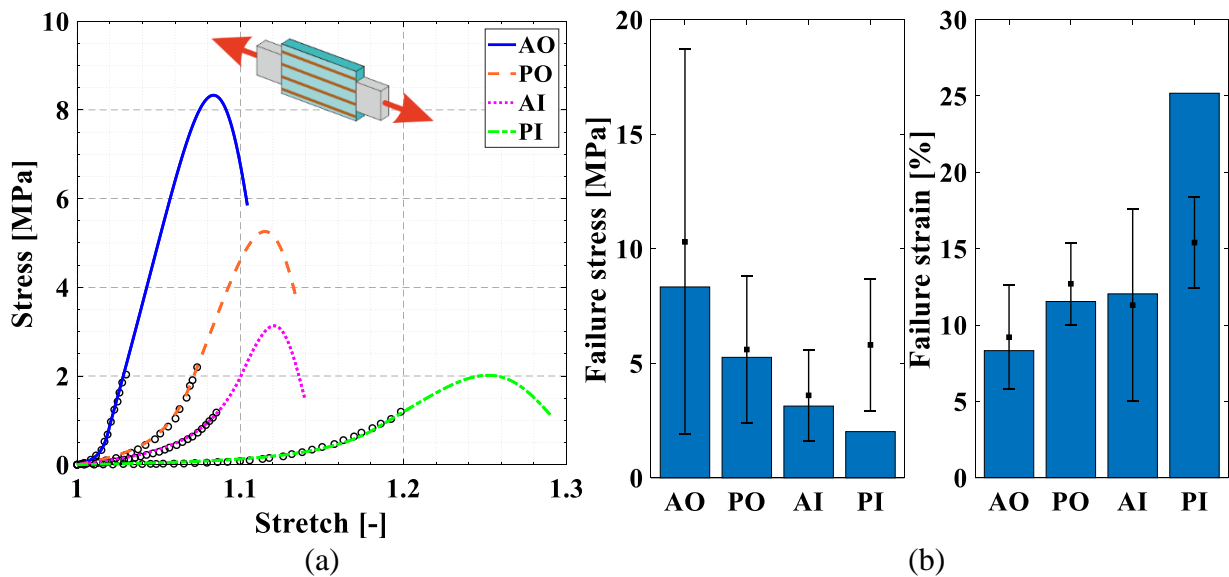 10
8
6
4
2
0
Stress [MPa]
1
1.1
1.2
1.3
Stretch [-]
AO
PO
AI
PI
(a)
20
15
10
5
0
Failure stress [MPa]
AO
PO
AI
PI
30
25
20
15
10
5
0
Failure strain [%]
AO
PO
AI
PI
(b)